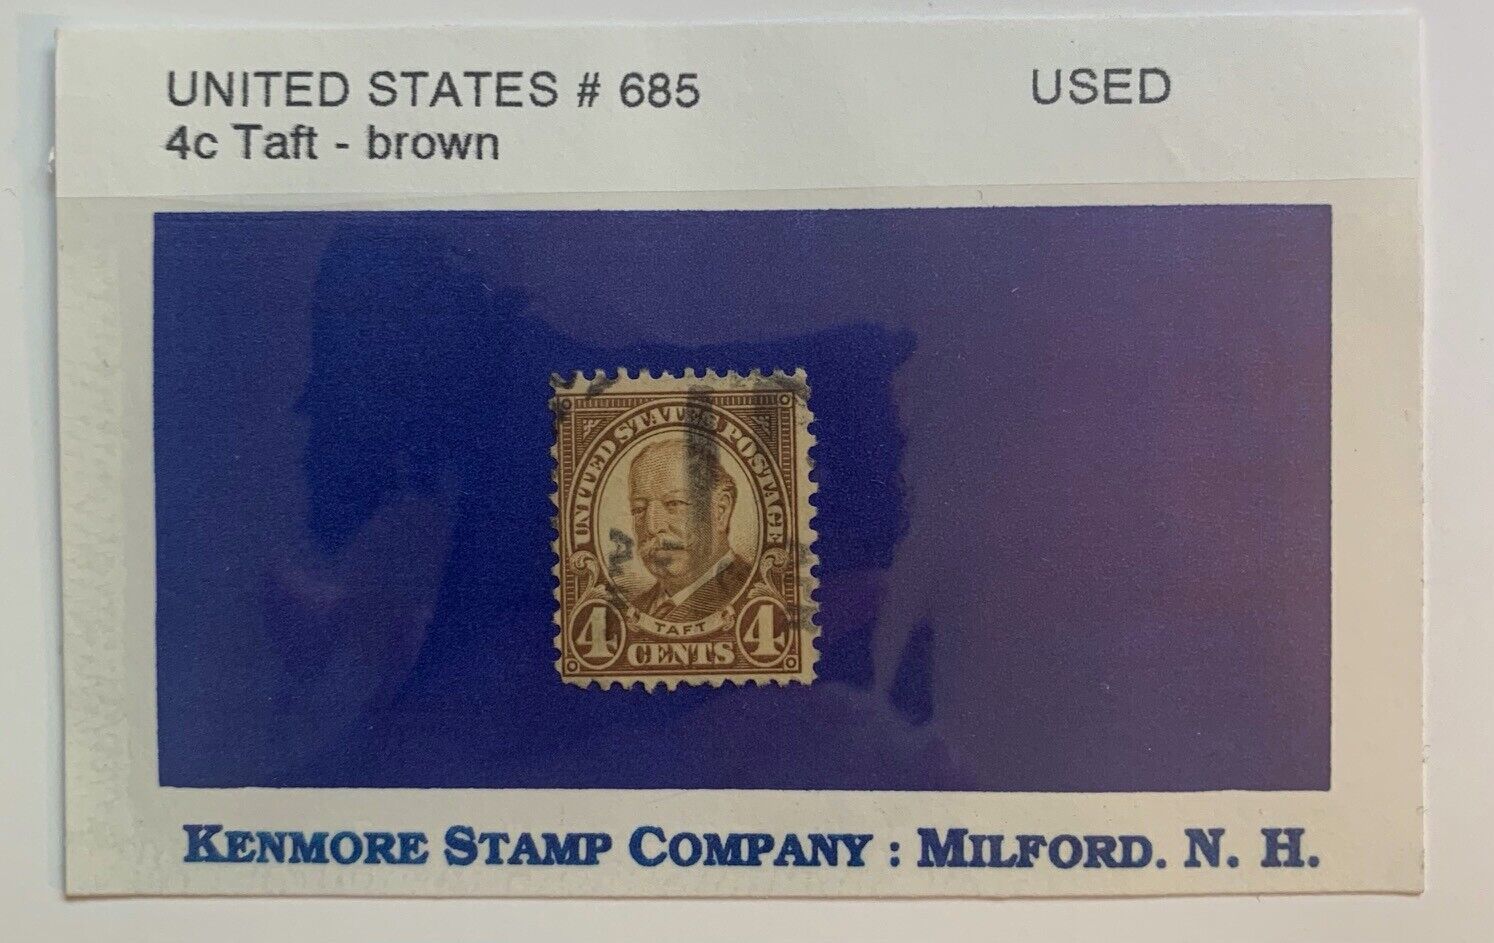 UNITED STATES # 685 USED
4c Taft - brown
UNITED STATES POSTAGE
TAFT
4 CENTS 4
KENMORE STAMP COMPANY : MILFORD. N. H.